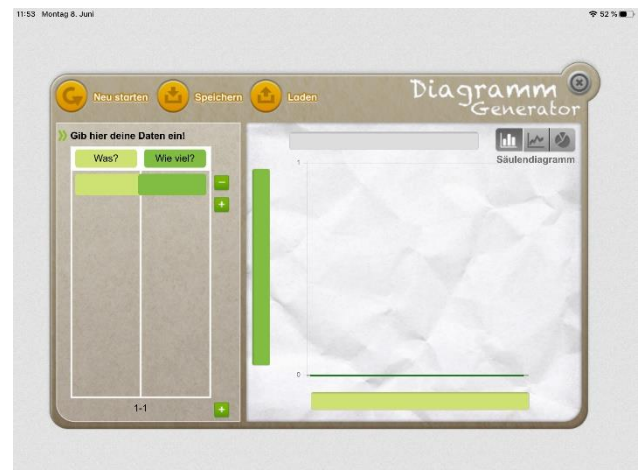 11:53 Montag 8. Juni
52 %
Neu starten
Speichern
Laden
Diagramm
Generator
Gib hier deine Daten ein!
Was?
Wie viel?
1-1
Säulendiagramm
1
0